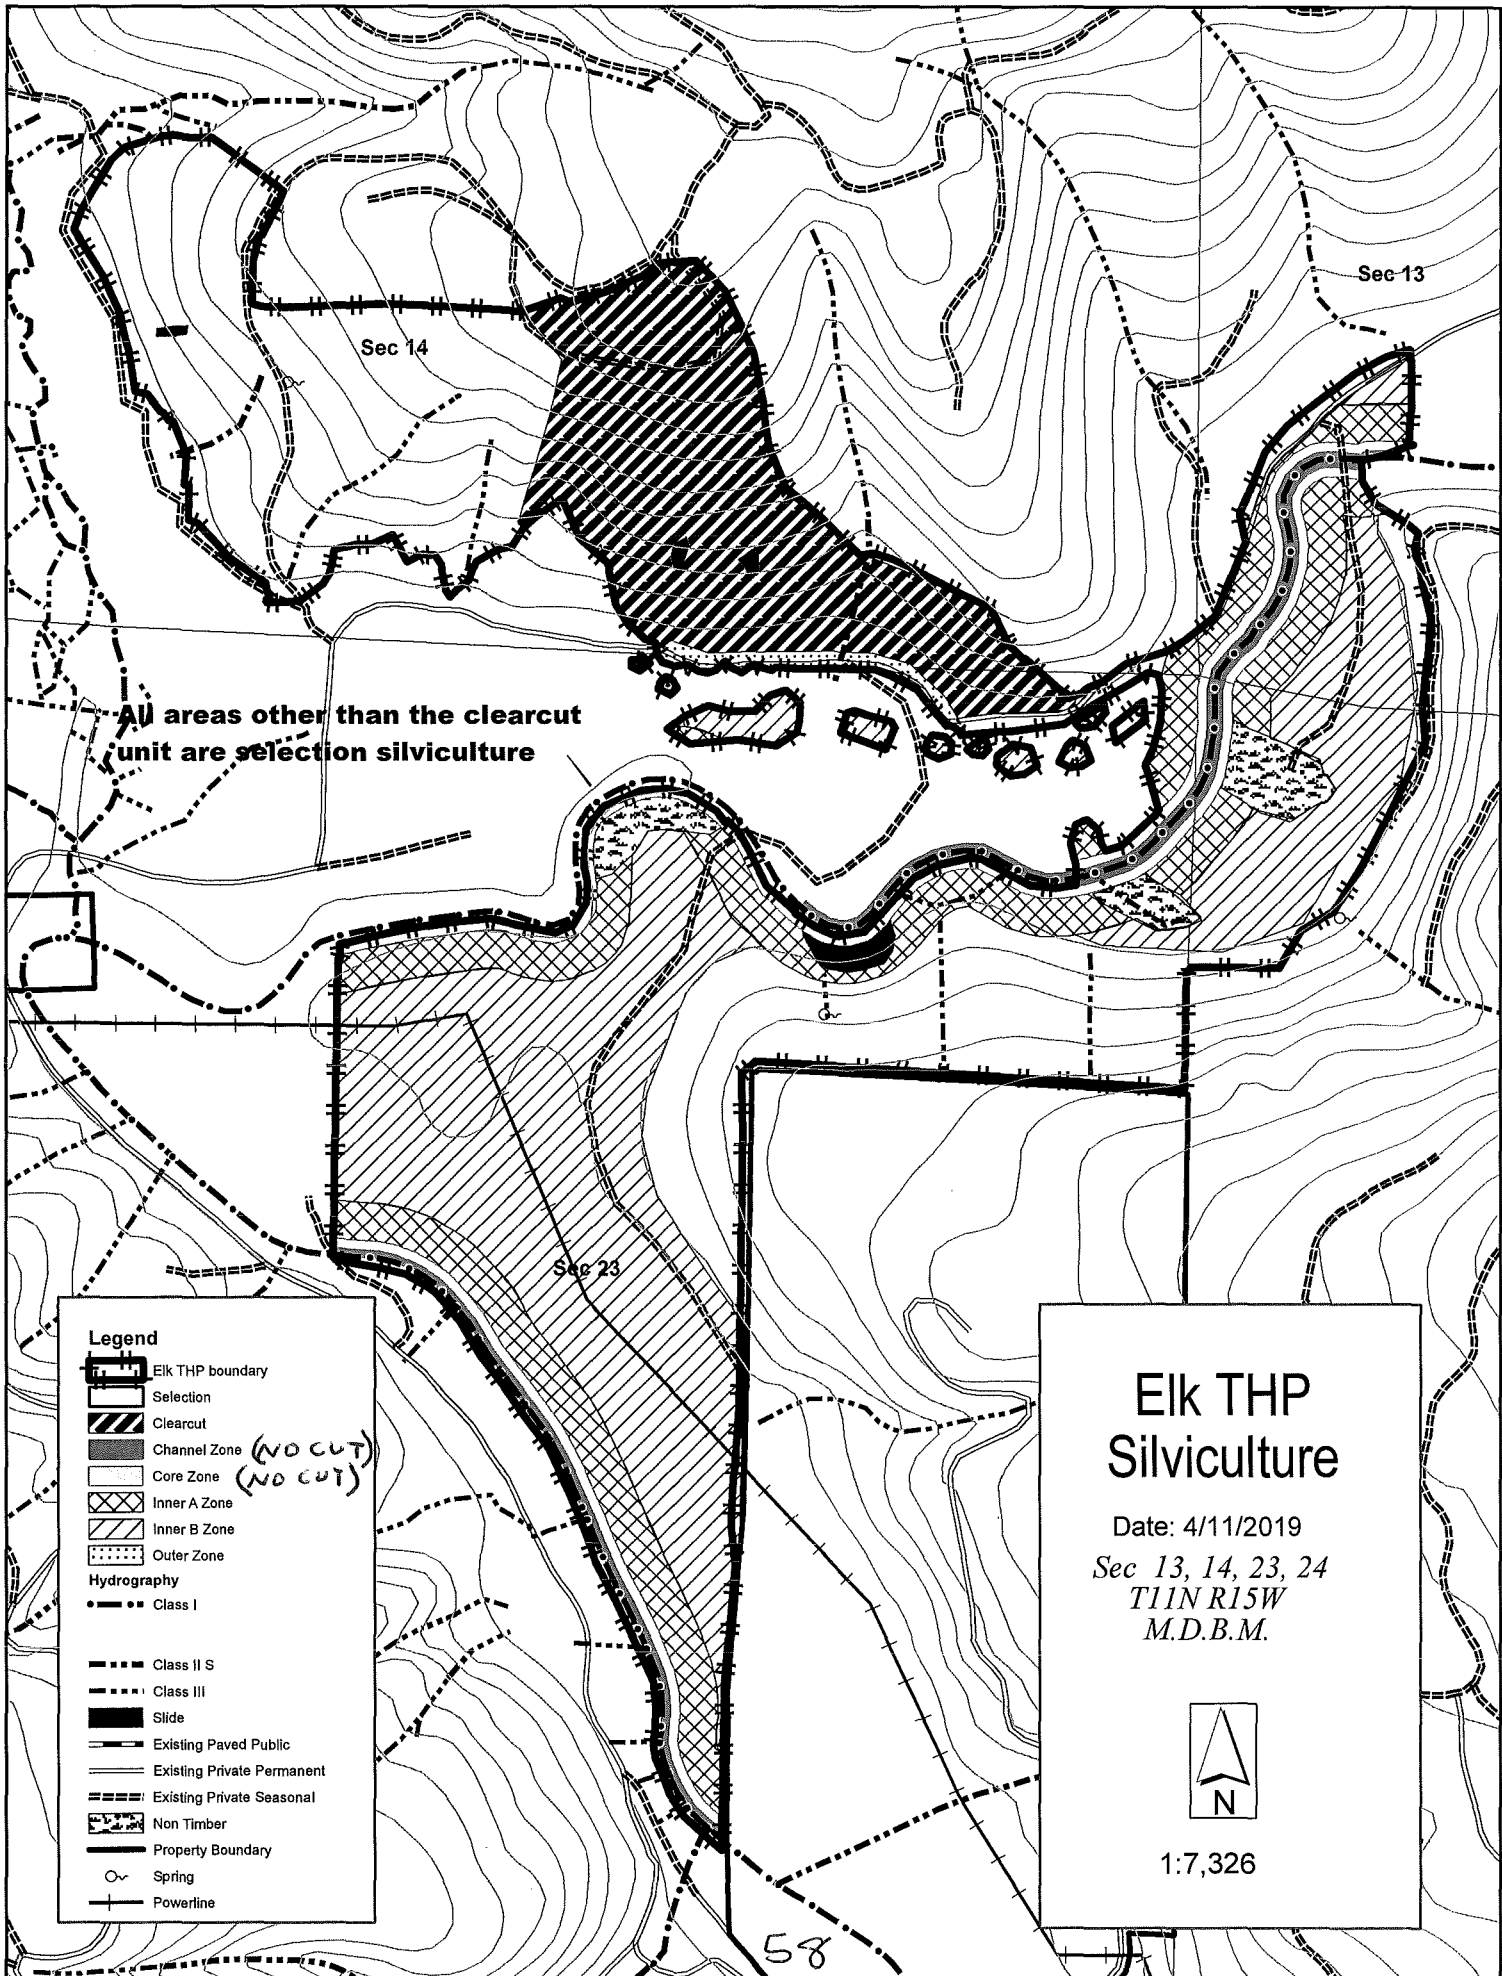 Sec 13
Sec 14
All areas other than the clearcut
unit are selection silviculture
Sec 23
Legend
Elk THP boundary
Selection
Clearcut
Channel Zone (NO CUT)
Core Zone (NO CUT)
Inner A Zone
Inner B Zone
Outer Zone
Hydrography
Class I
Class II S
Class III
Slide
Existing Paved Public
Existing Private Permanent
Existing Private Seasonal
Non Timber
Property Boundary
Spring
Powerline
Elk THP
Silviculture
Date: 4/11/2019
Sec 13, 14, 23, 24
T11N R15W
M.D.B.M.
N
1:7,326
58